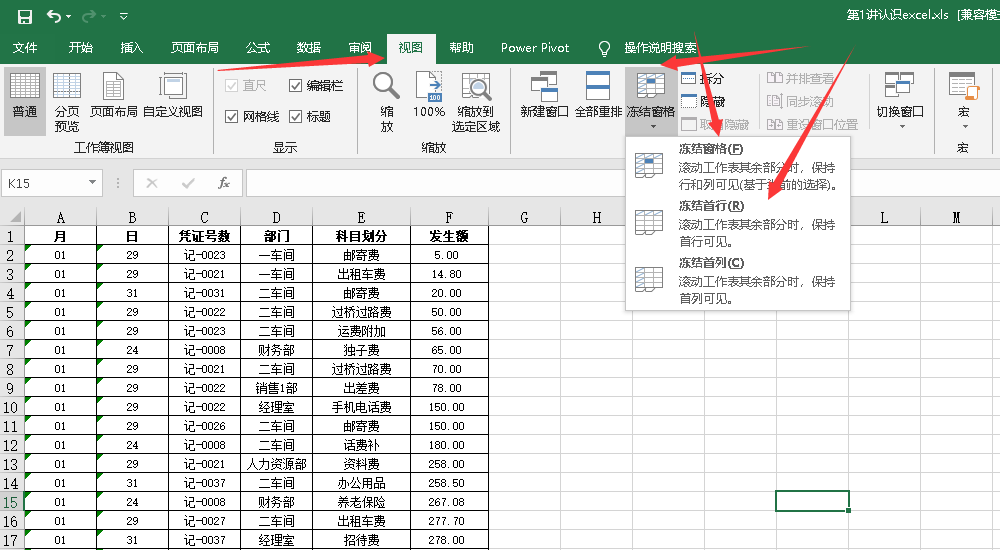 第1讲认识excel.xls [兼容模
文件 开始 插入 页面布局 公式 数据 审阅 视图 帮助 Power Pivot 操作说明搜索
普通 分页预览 页面布局 自定义视图
工作簿视图
直尺 编辑栏
网格线 标题
显示
缩放 100% 缩放到选定区域
缩放
新建窗口 全部重排 冻结窗格
拆分
隐藏
取消隐藏
并排查看
同步滚动
重设窗口位置
切换窗口
宏
宏
冻结窗格(F)
滚动工作表其余部分时，保持
行和列可见(基于当前的选择)。
冻结首行(R)
滚动工作表其余部分时，保持
首行可见。
冻结首列(C)
滚动工作表其余部分时，保持
首列可见。
K15 fx
A B C D E F G H L M
1 月 日 凭证号数 部门 科目划分 发生额
2 01 29 记-0023 一车间 邮寄费 5.00
3 01 29 记-0021 一车间 出租车费 14.80
4 01 31 记-0031 二车间 邮寄费 20.00
5 01 29 记-0022 二车间 过桥过路费 50.00
6 01 29 记-0023 二车间 运费附加 56.00
7 01 24 记-0008 财务部 独子费 65.00
8 01 29 记-0021 二车间 过桥过路费 70.00
9 01 29 记-0022 销售1部 出差费 78.00
10 01 29 记-0022 经理室 手机电话费 150.00
11 01 29 记-0026 二车间 邮寄费 150.00
12 01 24 记-0008 二车间 话费补 180.00
13 01 29 记-0021 人力资源部 资料费 258.00
14 01 31 记-0037 二车间 办公用品 258.50
15 01 24 记-0008 财务部 养老保险 267.08
16 01 29 记-0027 二车间 出租车费 277.70
17 01 31 记-0037 经理室 招待费 278.00